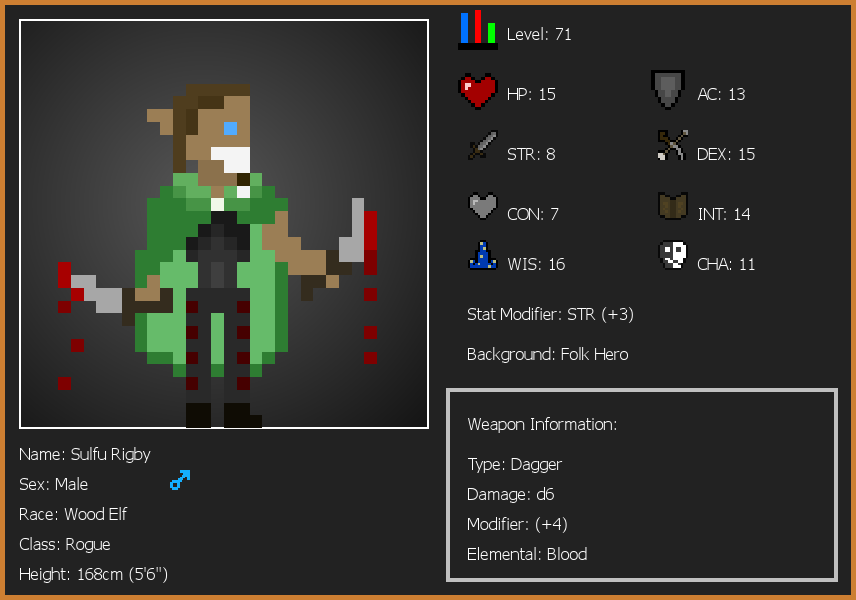 Level: 71
HP: 15
AC: 13
STR: 8
DEX: 15
CON: 7
INT: 14
WIS: 16
CHA: 11
Stat Modifier: STR (+3)
Background: Folk Hero
Weapon Information:
Type: Dagger
Damage: d6
Modifier: (+4)
Elemental: Blood
Name: Sulfu Rigby
Sex: Male
Race: Wood Elf
Class: Rogue
Height: 168cm (5'6")